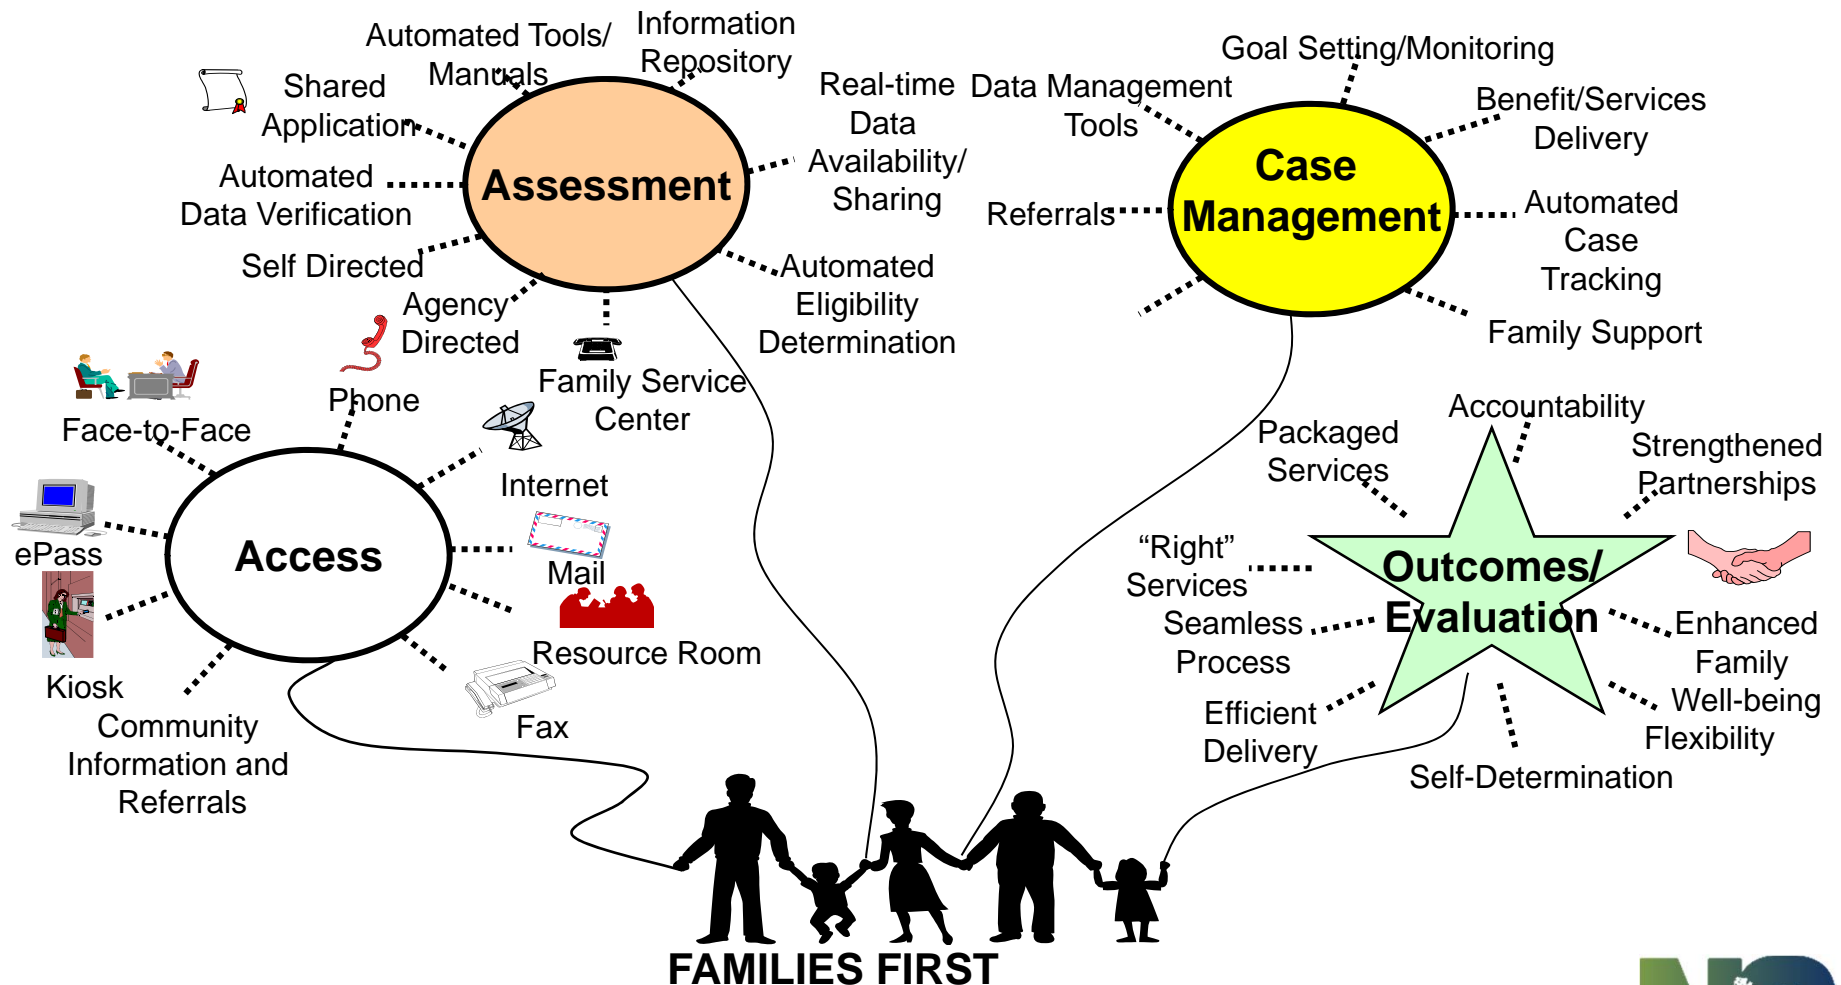 Automated Tools/
Manuals
Information
Repository
Shared
Application
Real-time
Data
Availability/
Sharing
Automated
Data Verification
Assessment
Self Directed
Agency
Directed
Automated
Eligibility
Determination
Family Service
Center
Goal Setting/Monitoring
Data Management
Tools
Benefit/Services
Delivery
Case
Management
Referrals
Automated
Case
Tracking
Family Support
Phone
Face-to-Face
Internet
ePass
Access
Mail
Resource Room
Kiosk
Community
Information and
Referrals
Fax
Accountability
Packaged
Services
Strengthened
Partnerships
“Right”
Services
Outcomes/
Evaluation
Seamless
Process
Enhanced
Family
Well-being
Efficient
Delivery
Flexibility
Self-Determination
FAMILIES FIRST